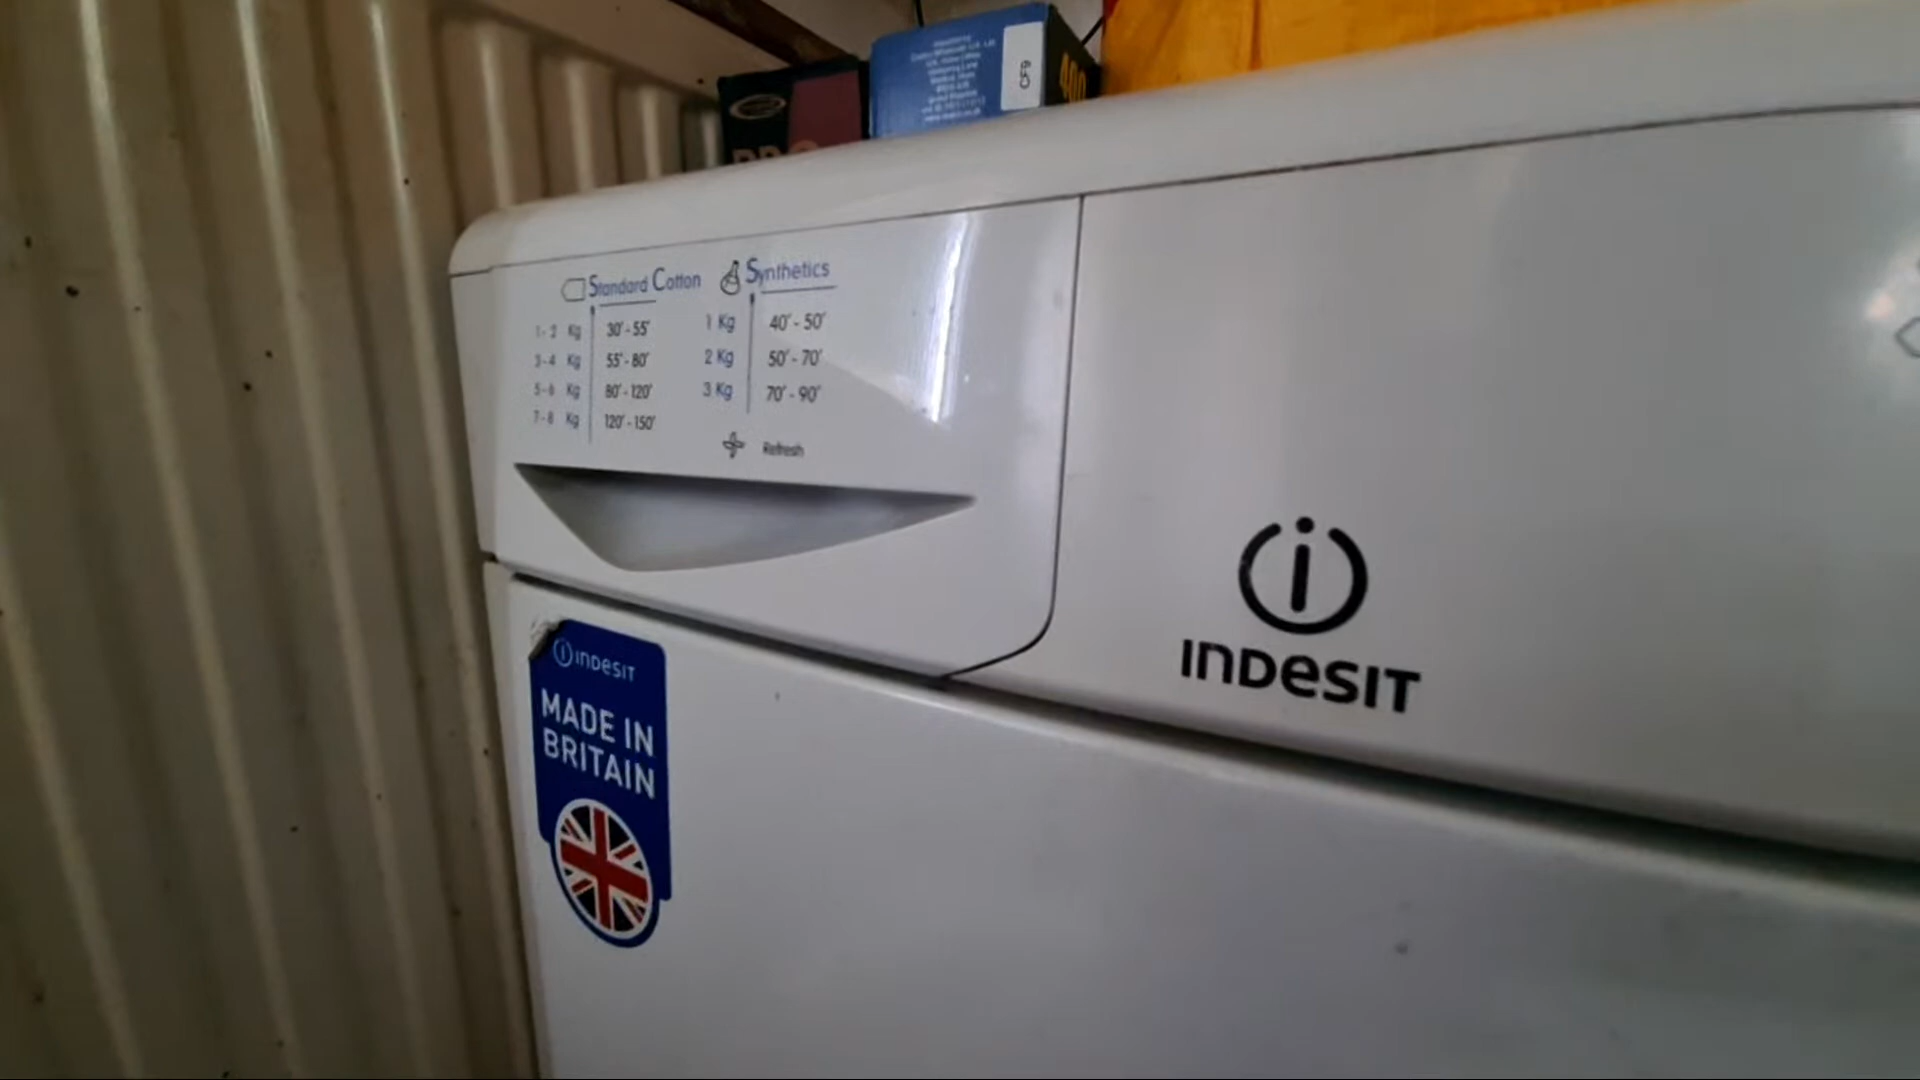 CF9
400
Standard Cotton
1-2 Kg 30'-55'
3-4 Kg 55'-80'
5-6 Kg 80'-120'
7-8 Kg 120'-150'
Synthetics
1 Kg 40'-50'
2 Kg 50'-70'
3 Kg 70'-90'
Refresh
INDESIT
INDESIT
MADE IN
BRITAIN